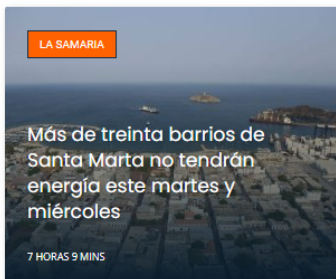 LA SAMARIA
Más de treinta barrios de
Santa Marta no tendrán
energía este martes y
miércoles
7 HORAS 9 MINS